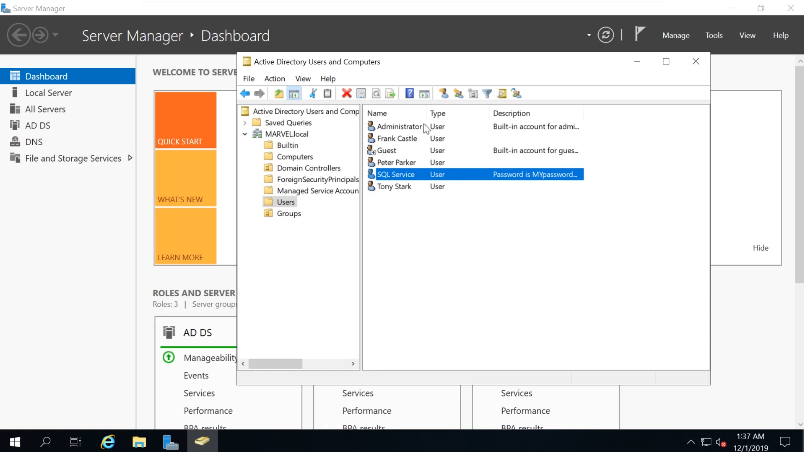 Server Manager
Server Manager • Dashboard
Manage Tools View Help
Dashboard
Local Server
All Servers
AD DS
DNS
File and Storage Services
WELCOME TO SERVE
QUICK START
WHAT'S NEW
LEARN MORE
Hide
ROLES AND SERVER
Roles: 3 | Server group
AD DS
Manageability
Events
Services
Performance
BPA results
Services
Performance
BPA results
Services
Performance
BPA results
Active Directory Users and Computers
File Action View Help
Active Directory Users and Comp
Saved Queries
MARVEL.local
Builtin
Computers
Domain Controllers
ForeignSecurityPrincipals
Managed Service Accoun
Users
Groups
Name Type Description
Administrator User Built-in account for admi...
Frank Castle User
Guest User Built-in account for gues...
Peter Parker User
SQL Service User Password is MYpassword...
Tony Stark User
1:37 AM
12/1/2019